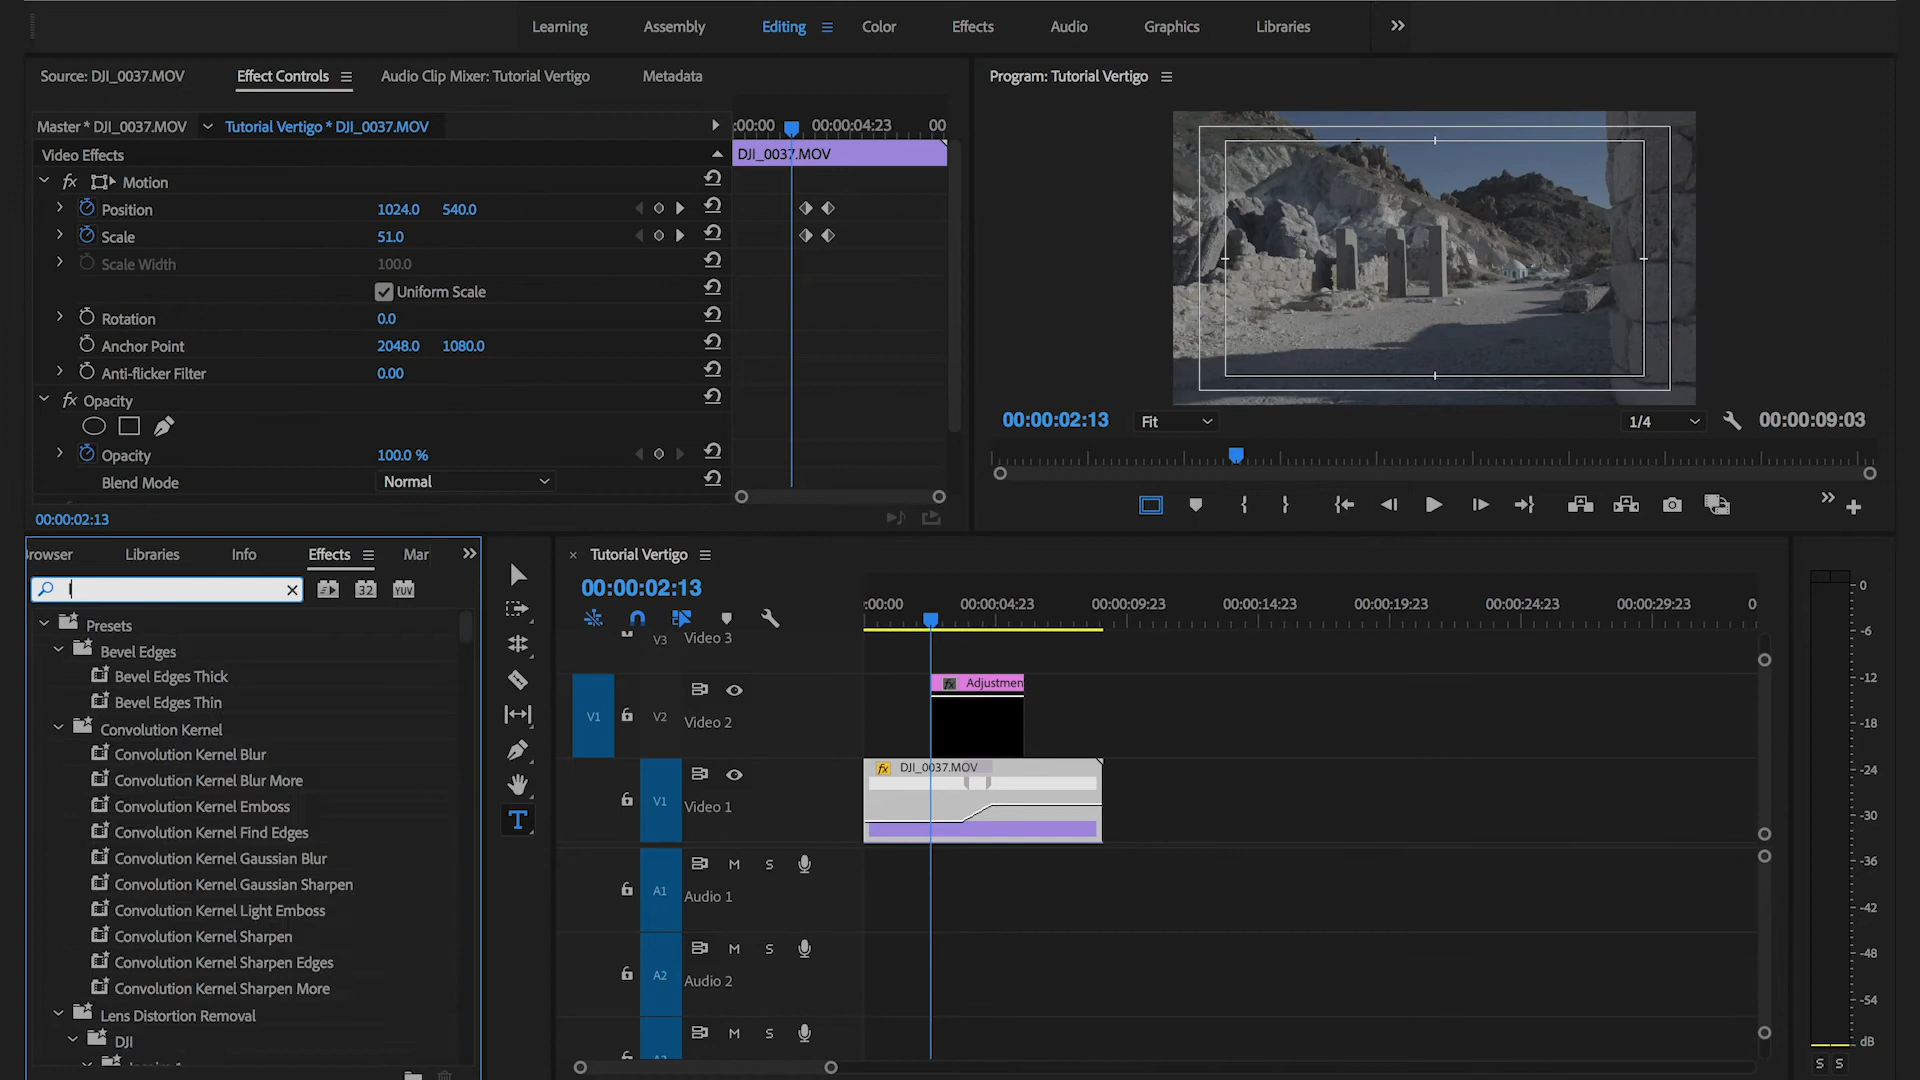 Learning Assembly Editing Color Effects Audio Graphics Libraries
Source: DJI_0037.MOV Effect Controls Audio Clip Mixer: Tutorial Vertigo Metadata
Program: Tutorial Vertigo
Master * DJI_0037.MOV Tutorial Vertigo * DJI_0037.MOV
:00:00 00:00:04:23 00
Video Effects
DJI_0037.MOV
fx Motion
Position 1024.0 540.0
Scale 51.0
Scale Width 100.0
Uniform Scale
Rotation 0.0
Anchor Point 2048.0 1080.0
Anti-flicker Filter 0.00
fx Opacity
Opacity 100.0 %
Blend Mode Normal
00:00:02:13
00:00:02:13 Fit 1/4 00:00:09:03
rowser Libraries Info Effects Mar
32 YUV
Presets
Bevel Edges
Bevel Edges Thick
Bevel Edges Thin
Convolution Kernel
Convolution Kernel Blur
Convolution Kernel Blur More
Convolution Kernel Emboss
Convolution Kernel Find Edges
Convolution Kernel Gaussian Blur
Convolution Kernel Gaussian Sharpen
Convolution Kernel Light Emboss
Convolution Kernel Sharpen
Convolution Kernel Sharpen Edges
Convolution Kernel Sharpen More
Lens Distortion Removal
DJI
T
× Tutorial Vertigo
00:00:02:13
:00:00 00:00:04:23 00:00:09:23 00:00:14:23 00:00:19:23 00:00:24:23 00:00:29:23 0
V3 Video 3
V1 V2 Video 2
fx Adjustmen
V1 Video 1
fx DJI_0037.MOV
A1 M S
Audio 1
A2 M S
Audio 2
M S
0
-6
-12
-18
-24
-30
-36
-42
-48
-54
dB
S S